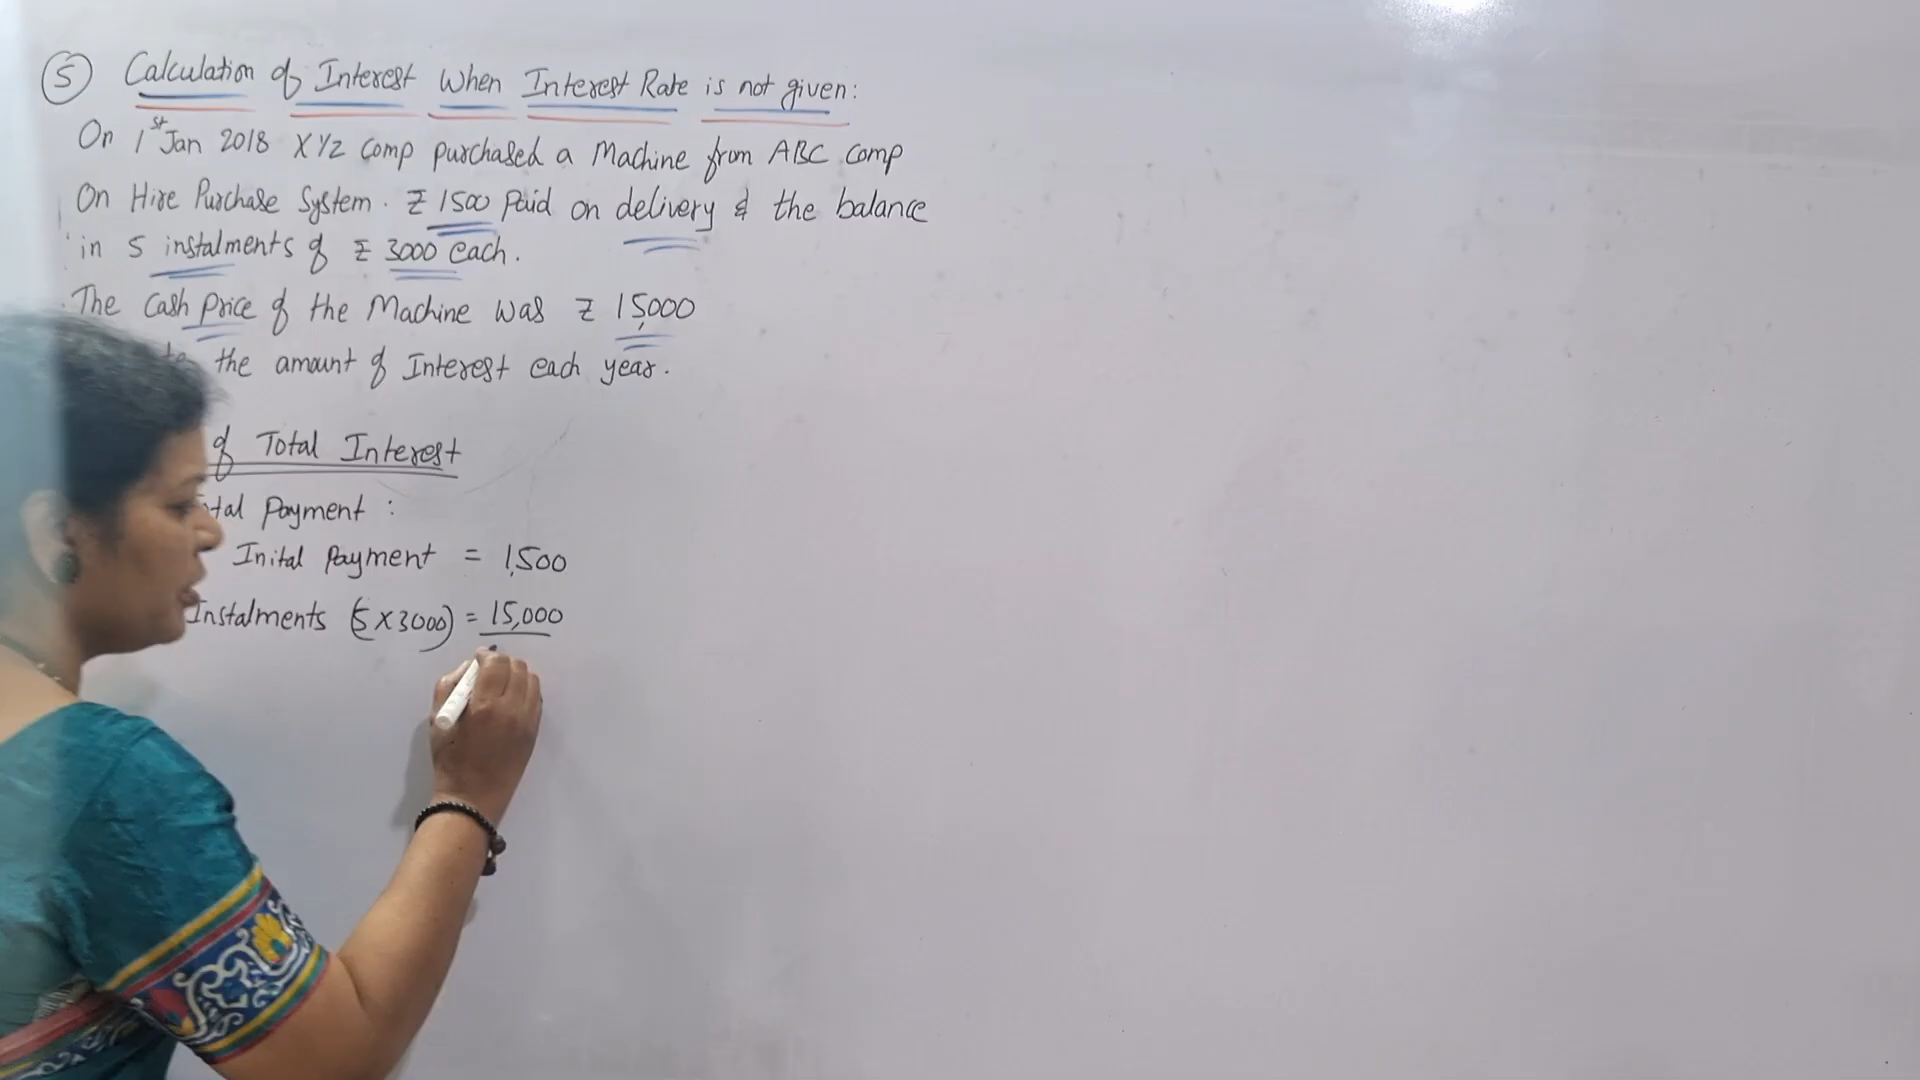 5 Calculation of Interest When Interest Rate is not given:
On 1st Jan 2018 XYZ Comp purchased a Machine from ABC Comp
On Hire Purchase System. ₹ 1500 Paid on delivery & the balance
in 5 instalments of ₹ 3000 each.
The Cash Price of the Machine was ₹ 15,000
the amount of Interest each year.
of Total Interest
Payment :
Inital Payment = 1,500
Instalments (5 X 3000) = 15,000